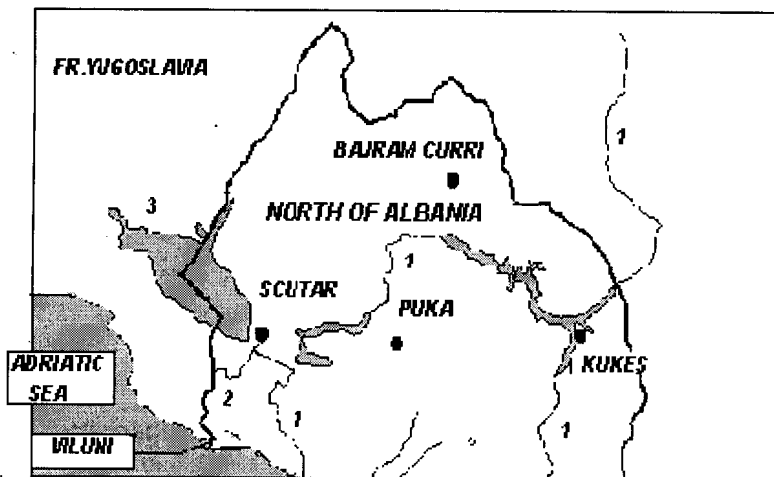 FR.YUGOSLAVIA
BAJRAM CURRI
1
3
NORTH OF ALBANIA
1
SCUTAR
PUKA
ADRIATIC
SEA
KUKES
2
1
1
VILUNI